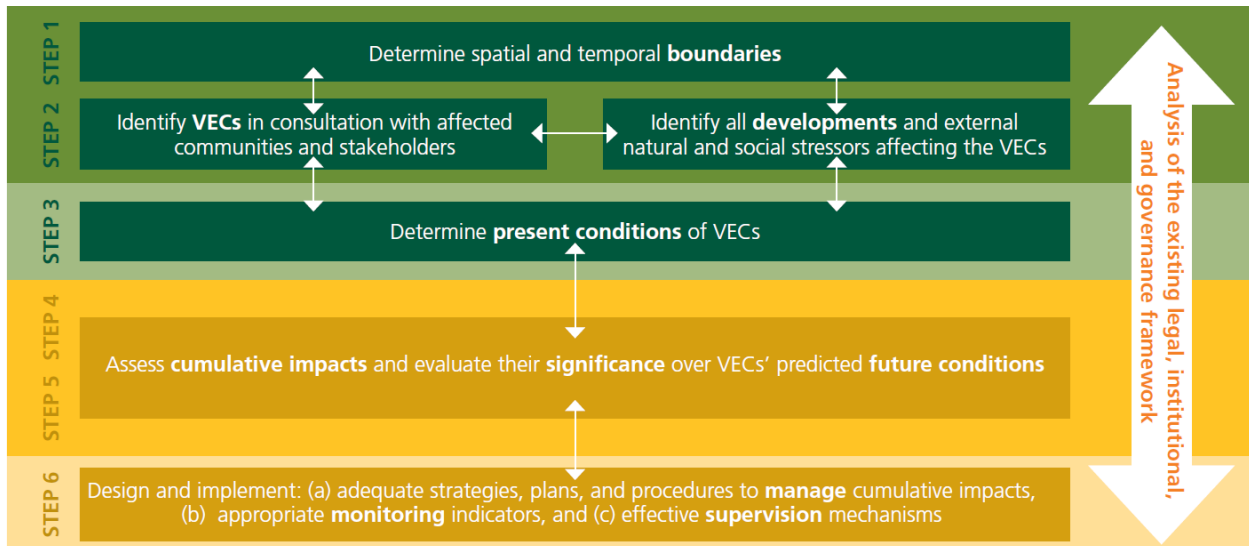 STEP 1
Determine spatial and temporal boundaries
STEP 2
Identify VECs in consultation with affected
communities and stakeholders
Identify all developments and external
natural and social stressors affecting the VECs
STEP 3
Determine present conditions of VECs
STEP 4
STEP 5
Assess cumulative impacts and evaluate their significance over VECs’ predicted future conditions
STEP 6
Design and implement: (a) adequate strategies, plans, and procedures to manage cumulative impacts,
(b) appropriate monitoring indicators, and (c) effective supervision mechanisms
Analysis of the existing legal, institutional,
and governance framework